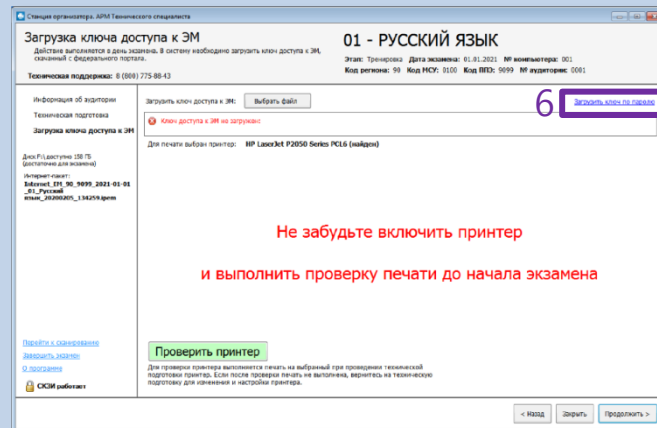 Станция организатора. АРМ Технического специалиста
Загрузка ключа доступа к ЭМ
Действие выполняется в день экзамена. В систему необходимо загрузить ключ доступа к ЭМ,
скачанный с федерального портала.
Техническая поддержка: 8 (800) 775-88-43
01 - РУССКИЙ ЯЗЫК
Этап: Тренировка Дата экзамена: 01.01.2021 № компьютера: 001
Код региона: 90 Код МСУ: 0100 Код ППЭ: 9099 № аудитории: 0001
Информация об аудитории
Техническая подготовка
Загрузка ключа доступа к ЭМ
Диск F:\,доступно 158 ГБ
(достаточно для экзамена)
Интернет-пакет:
Internet_EM_90_9099_2021-01-01
_01_Русский
язык_20200205_134259.ipem
Загрузить ключ доступа к ЭМ:
Выбрать файл
6
Загрузить ключ по паролю
Ключ доступа к ЭМ не загружен:
Для печати выбран принтер: HP LaserJet P2050 Series PCL6 (найден)
Не забудьте включить принтер
и выполнить проверку печати до начала экзамена
Проверить принтер
Для проверки принтера выполняется печать на выбранный при проведении технической
подготовки принтер. Если после проверки печать не выполнена, вернитесь на техническую
подготовку для изменения и настройки принтера.
Перейти к сканированию
Завершить экзамен
О программе
СКЗИ работает
< Назад
Закрыть
Продолжить >